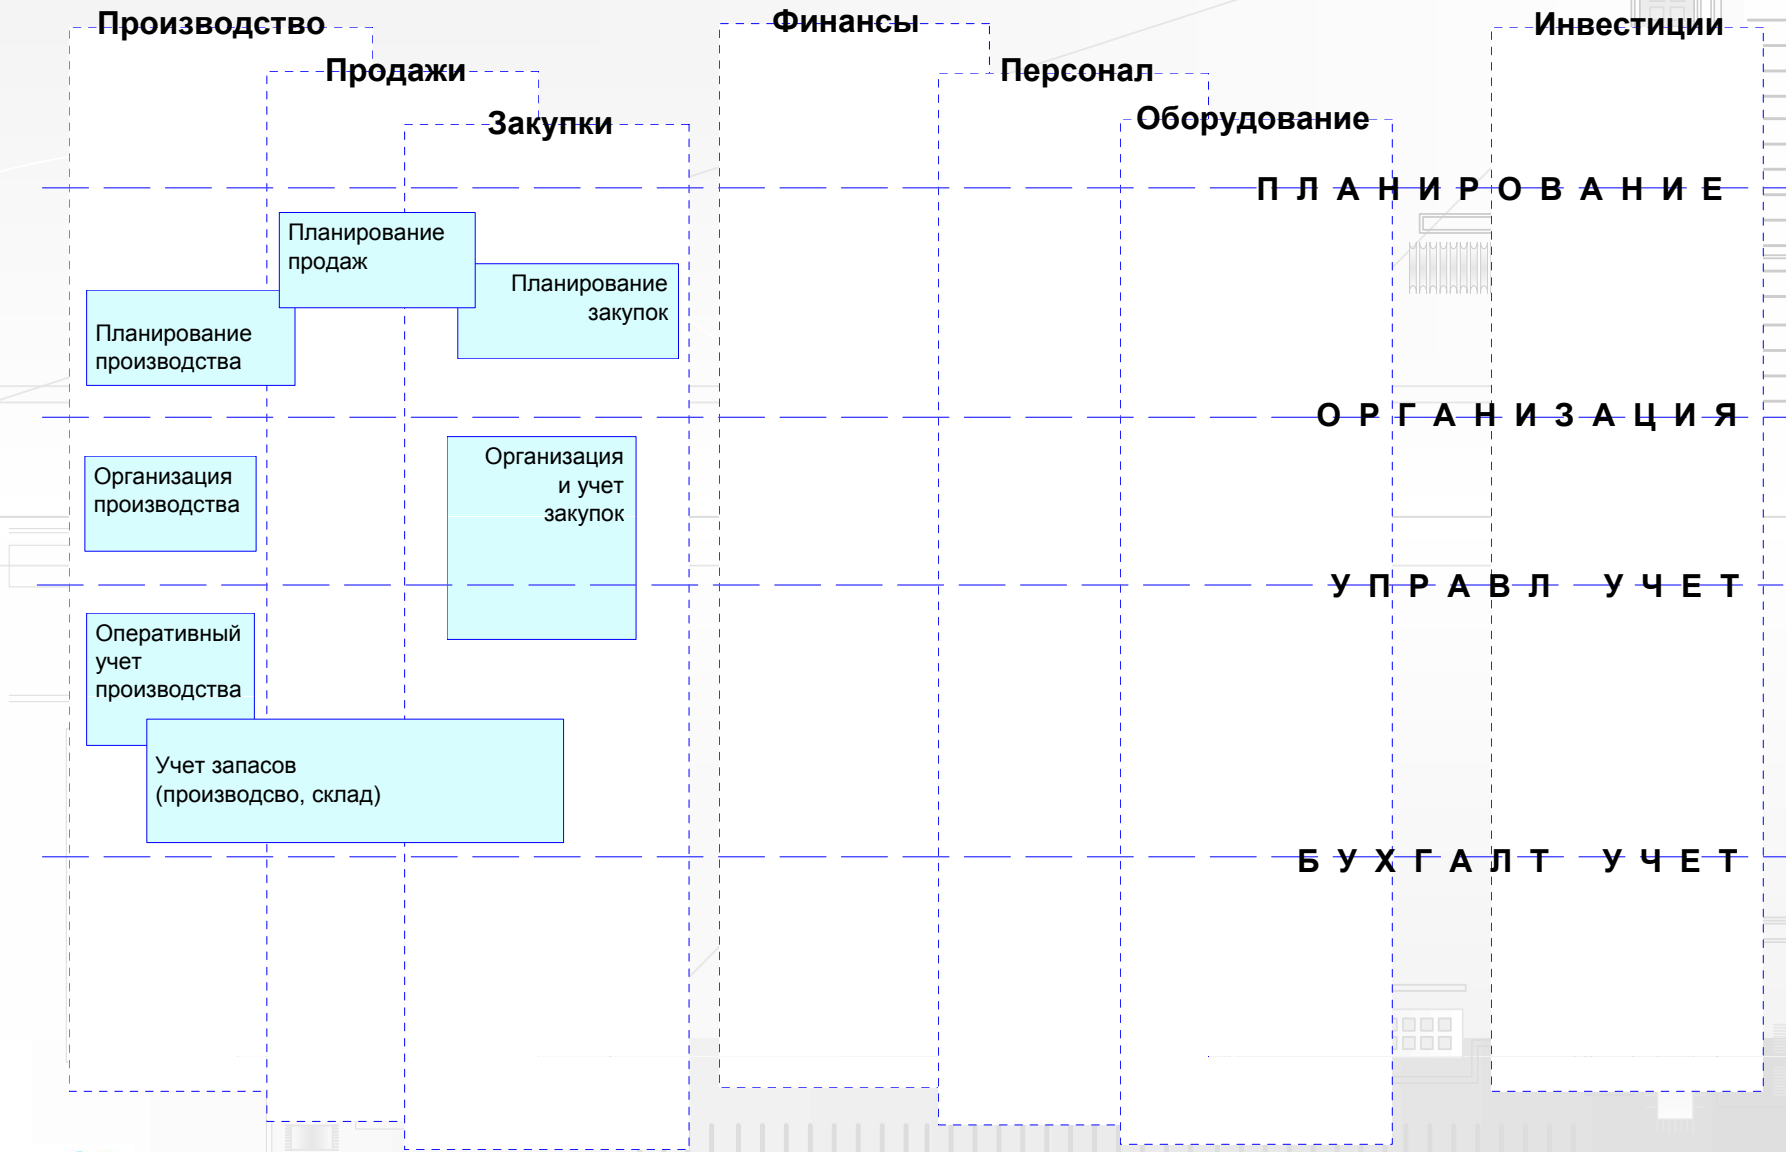 Производство
Продажи
Закупки
Финансы
Персонал
Оборудование
Инвестиции
П Л А Н И Р О В А Н И Е
Планирование
продаж
Планирование
закупок
Планирование
производства
О Р Г А Н И З А Ц И Я
Организация
производства
Организация
и учет
закупок
У П Р А В Л У Ч Е Т
Оперативный
учет
производства
Учет запасов
(производсво, склад)
Б У Х Г А Л Т У Ч Е Т